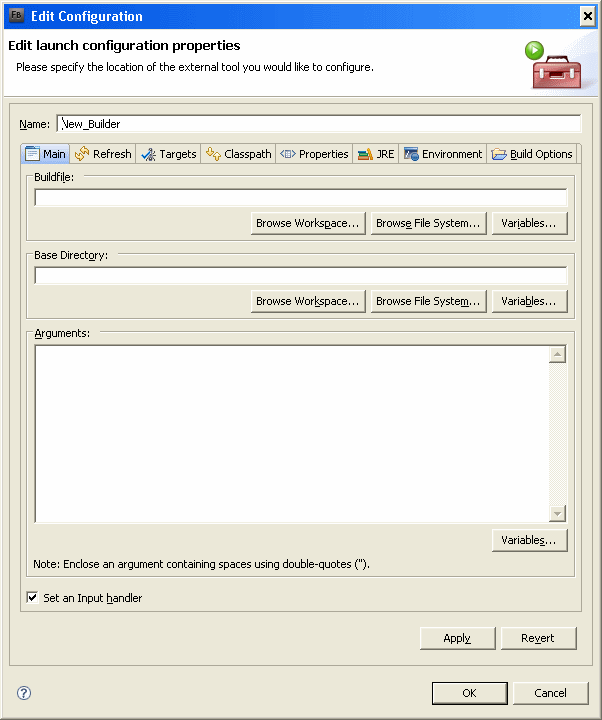 FB Edit Configuration
Edit launch configuration properties
Please specify the location of the external tool you would like to configure.
Name: New_Builder
Main Refresh Targets Classpath Properties JRE Environment Build Options
Buildfile:
Browse Workspace... Browse File System... Variables...
Base Directory:
Browse Workspace... Browse File System... Variables...
Arguments:
Variables...
Note: Enclose an argument containing spaces using double-quotes (").
Set an Input handler
Apply Revert
? OK Cancel